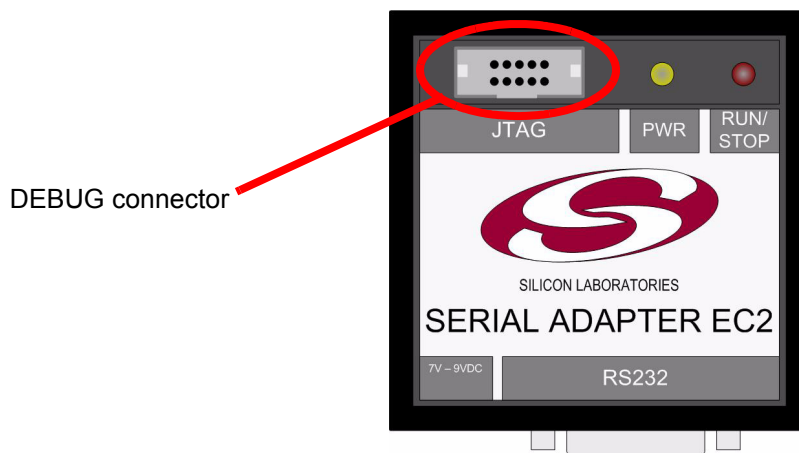 JTAG
PWR
RUN/
STOP
DEBUG connector
SILICON LABORATORIES
SERIAL ADAPTER EC2
7V – 9VDC
RS232